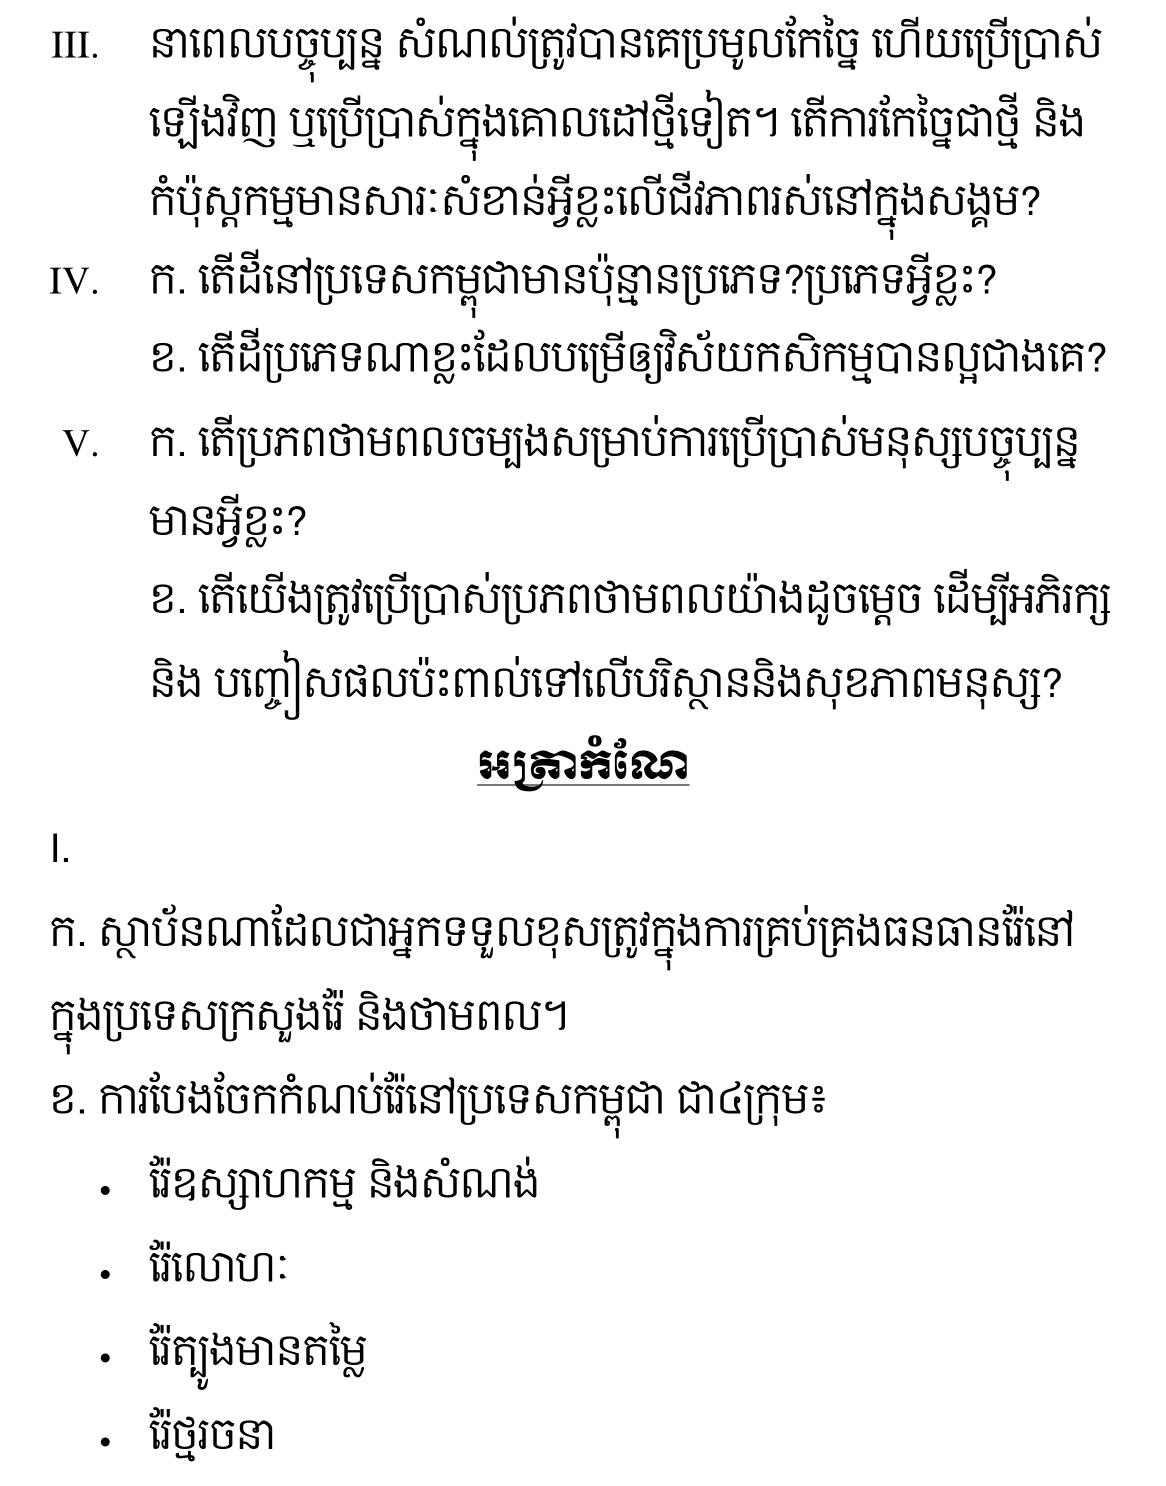 III. នាពេលបច្ចុប្បន្ន សំណល់ត្រូវបានគេប្រមូលកែច្នៃ ហើយប្រើប្រាស់
ឡើងវិញ ឬប្រើប្រាស់ក្នុងគោលដៅថ្មីទៀត។ តើការកែច្នៃជាថ្មី និង
កំប៉ុស្តកម្មមានសារៈសំខាន់អ្វីខ្លះលើជីវភាពរស់នៅក្នុងសង្គម?
IV. ក. តើដីនៅប្រទេសកម្ពុជាមានប៉ុន្មានប្រភេទ?ប្រភេទអ្វីខ្លះ?
ខ. តើដីប្រភេទណាខ្លះដែលបម្រើឲ្យវិស័យកសិកម្មបានល្អជាងគេ?
V. ក. តើប្រភពថាមពលចម្បងសម្រាប់ការប្រើប្រាស់មនុស្សបច្ចុប្បន្ន
មានអ្វីខ្លះ?
ខ. តើយើងត្រូវប្រើប្រាស់ប្រភពថាមពលយ៉ាងដូចម្តេច ដើម្បីអភិរក្ស
និង បញ្ចៀសផលប៉ះពាល់ទៅលើបរិស្ថាននិងសុខភាពមនុស្ស?
អត្រាកំណែ
I.
ក. ស្ថាប័នណាដែលជាអ្នកទទួលខុសត្រូវក្នុងការគ្រប់គ្រងធនធានរ៉ែនៅ
ក្នុងប្រទេសក្រសួងរ៉ែ និងថាមពល។
ខ. ការបែងចែកកំណប់រ៉ែនៅប្រទេសកម្ពុជា ជា៤ក្រុម៖
• រ៉ែឧស្សាហកម្ម និងសំណង់
• រ៉ែលោហៈ
• រ៉ែត្បូងមានតម្លៃ
• រ៉ែថ្មរចនា